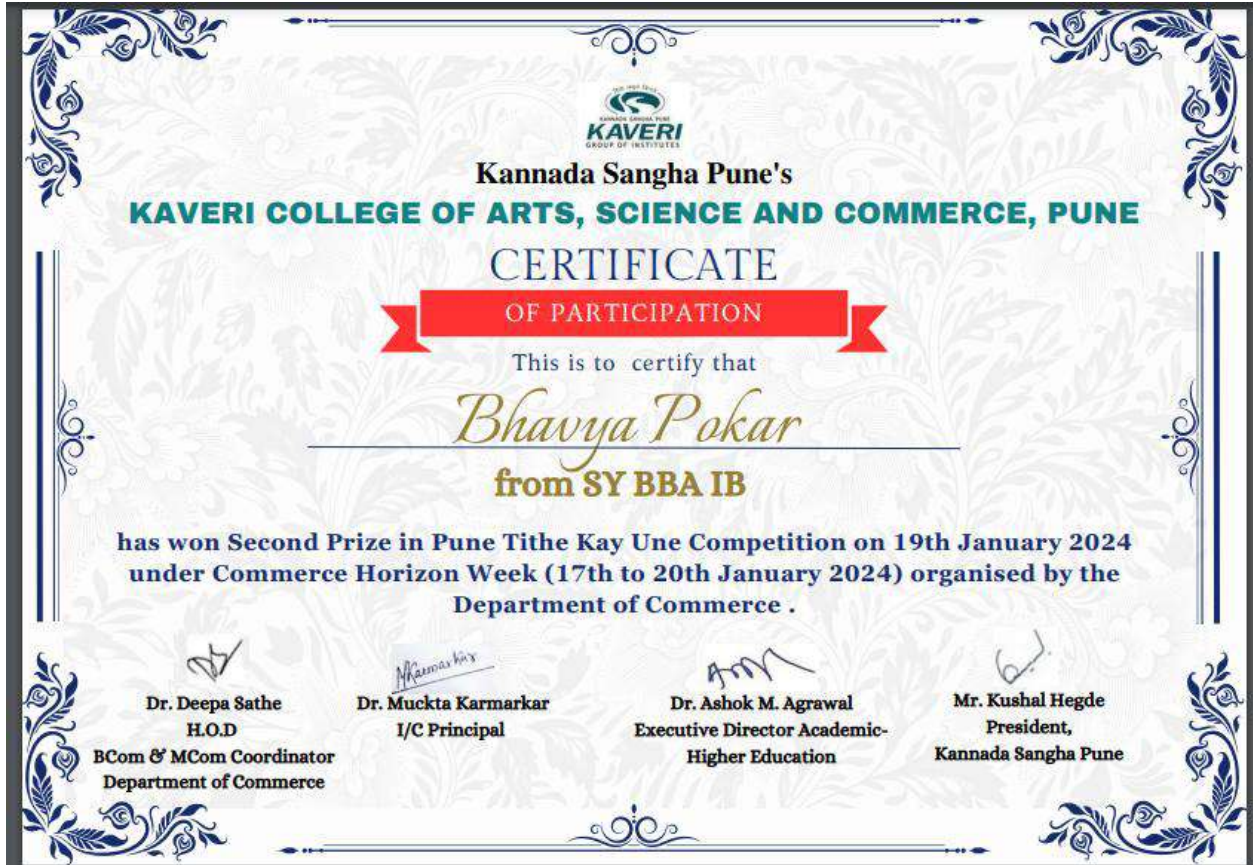 KANNADA SANGHA PUNE
KAVERI
GROUP OF INSTITUTES
Kannada Sangha Pune's
KAVERI COLLEGE OF ARTS, SCIENCE AND COMMERCE, PUNE
CERTIFICATE
OF PARTICIPATION
This is to certify that
Bhavya Pokar
from SY BBA IB
has won Second Prize in Pune Tithe Kay Une Competition on 19th January 2024
under Commerce Horizon Week (17th to 20th January 2024) organised by the
Department of Commerce .
MKarmarkar
Dr. Deepa Sathe
H.O.D
BCom & MCom Coordinator
Department of Commerce
Dr. Muckta Karmarkar
I/C Principal
Dr. Ashok M. Agrawal
Executive Director Academic-
Higher Education
Mr. Kushal Hegde
President,
Kannada Sangha Pune